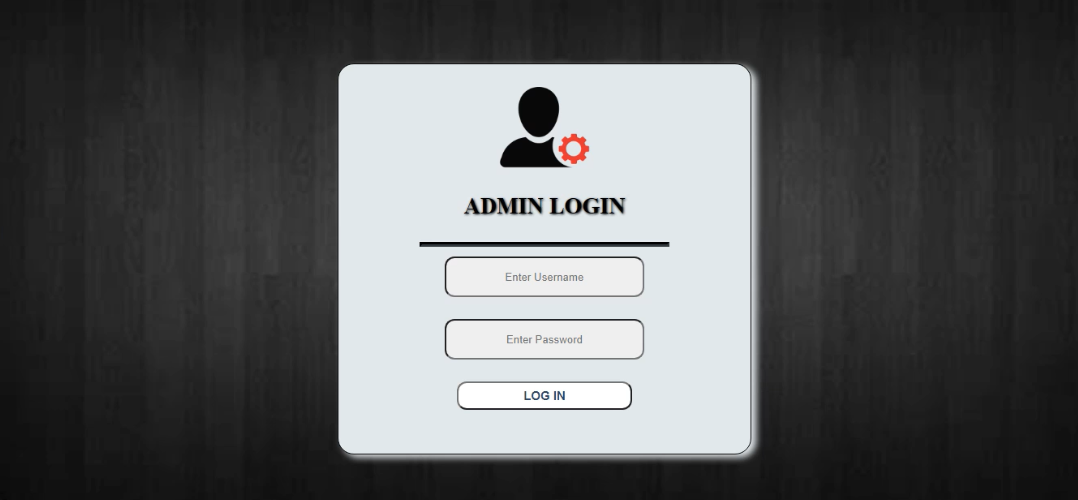 ADMIN LOGIN
Enter Username
Enter Password
LOG IN